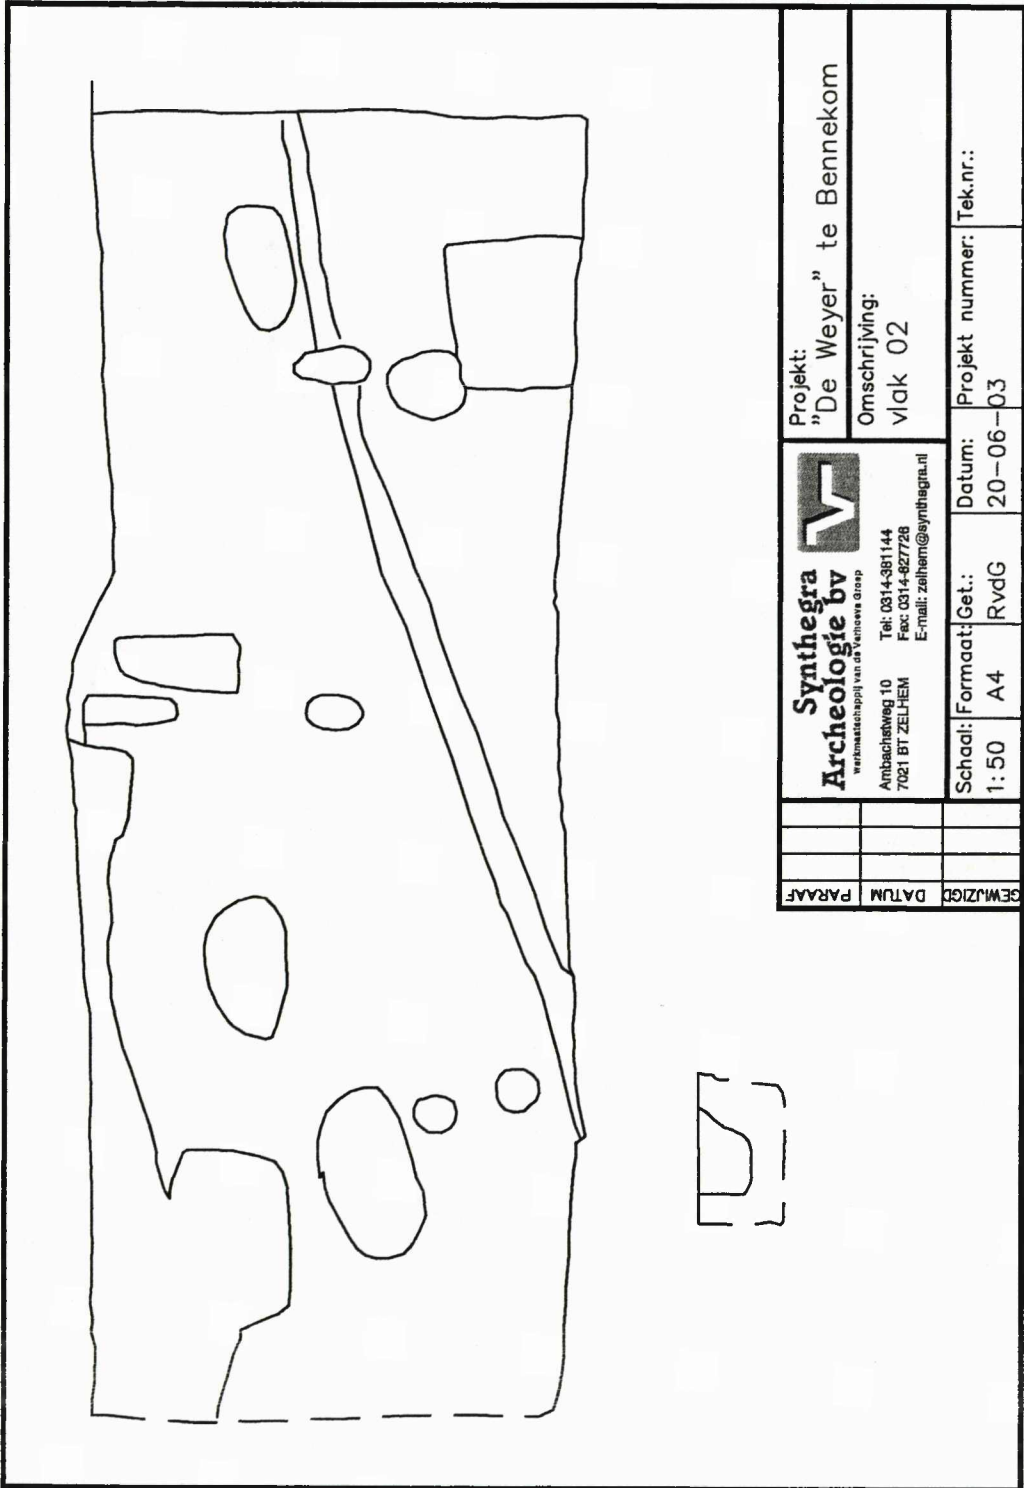 Projekt:
"De Weyer" te Bennekom
Omschrijving:
vlak 02
Synthegra
Archeologie bv
werkmaatschappij van de Verhoeve Groep
Ambachstweg 10 Tel: 0314-381144
7021 BT ZELHEM Fax: 0314-627726
E-mail: zelhem@synthegra.nl
Schaal: Formaat: Get.: Datum: Projekt nummer: Tek.nr.:
1:50 A4 RvdG 20-06-03
PARAAF
DATUM
GEWIJZIGD